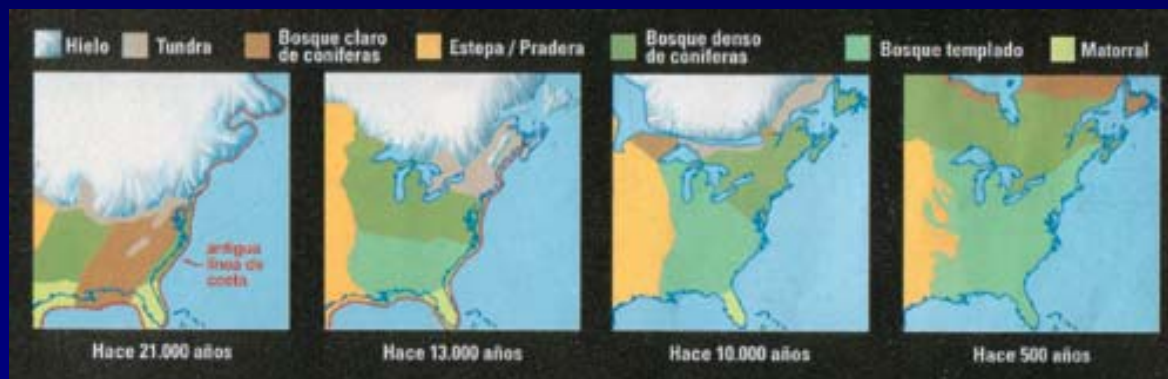 Hielo
Tundra
Bosque claro
de coníferas
Estepa / Pradera
Bosque denso
de coníferas
Bosque templado
Matorral
antigua
línea de
costa
Hace 21.000 años
Hace 13.000 años
Hace 10.000 años
Hace 500 años